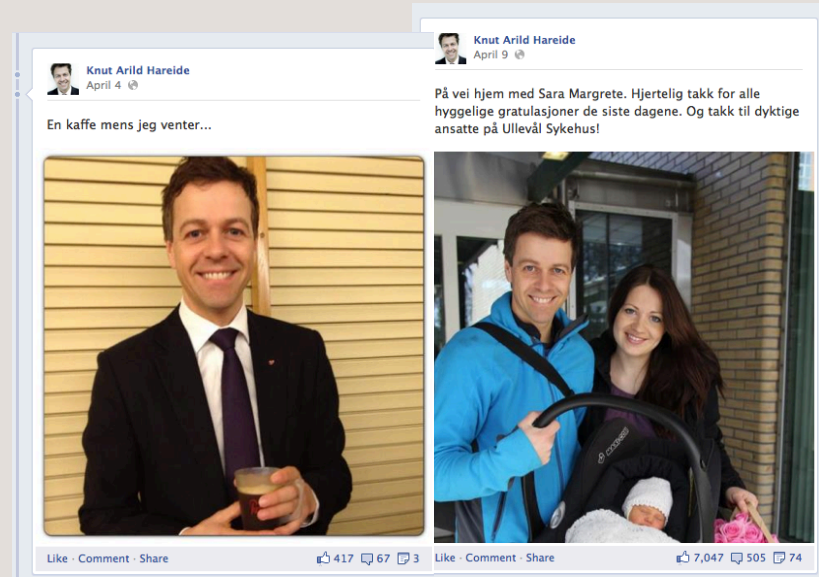 Knut Arild Hareide
April 4
En kaffe mens jeg venter...
Like · Comment · Share
417 67 3
Knut Arild Hareide
April 9
På vei hjem med Sara Margrete. Hjertelig takk for alle
hyggelige gratulasjoner de siste dagene. Og takk til dyktige
ansatte på Ullevål Sykehus!
MAXI-COSI
Like · Comment · Share
7,047 505 74